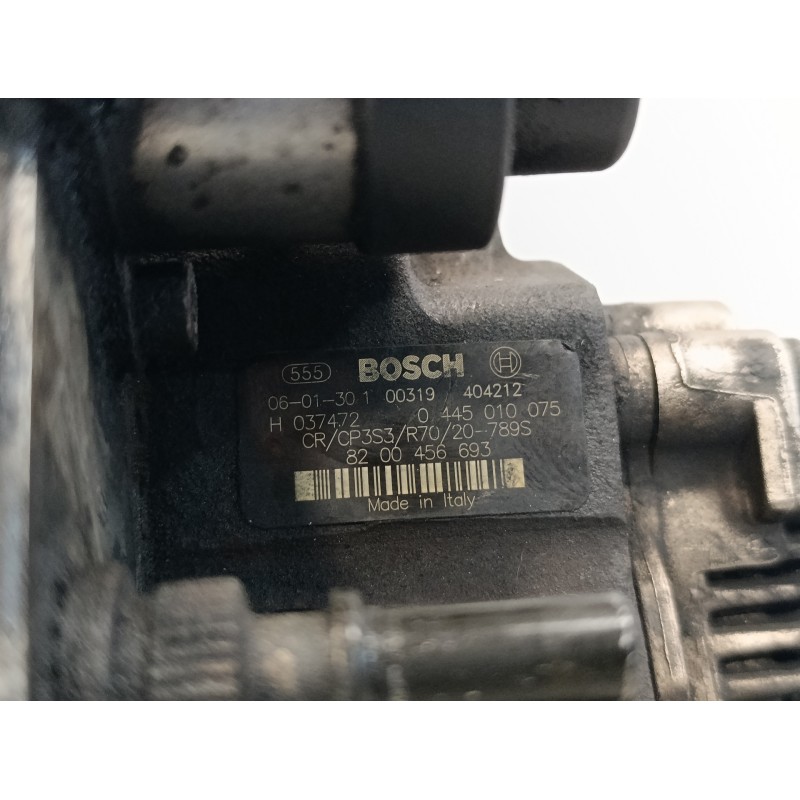 555 BOSCH H
06-01-30.1 00319 404212
H 037472 0 445 010 075
CR/CP3S3/R70/20-789S
82 00 456 693
Made in Italy